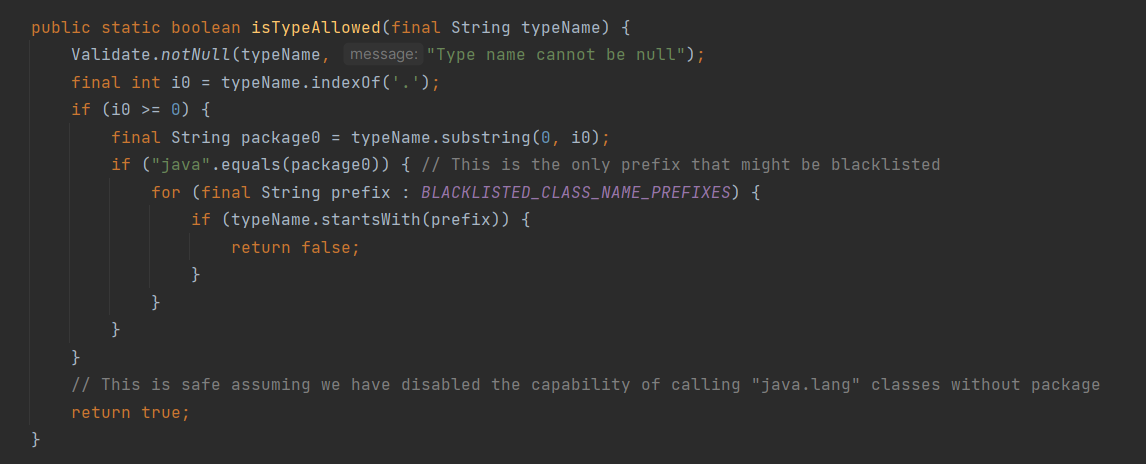 public static boolean isTypeAllowed(final String typeName) {
Validate.notNull(typeName, message: "Type name cannot be null");
final int i0 = typeName.indexOf('.');
if (i0 >= 0) {
final String package0 = typeName.substring(0, i0);
if ("java".equals(package0)) { // This is the only prefix that might be blacklisted
for (final String prefix : BLACKLISTED_CLASS_NAME_PREFIXES) {
if (typeName.startsWith(prefix)) {
return false;
}
}
}
}
// This is safe assuming we have disabled the capability of calling "java.lang" classes without package
return true;
}